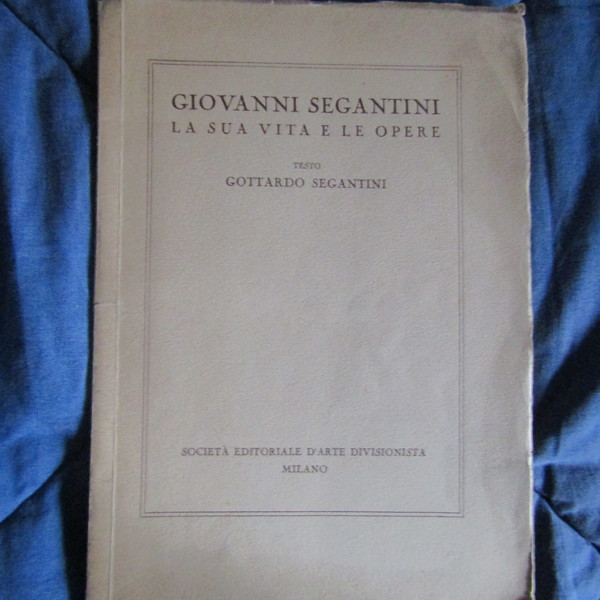 GIOVANNI SEGANTINI
LA SUA VITA E LE OPERE
TESTO
GOTTARDO SEGANTINI
SOCIETÀ EDITORIALE D'ARTE DIVISIONISTA
MILANO